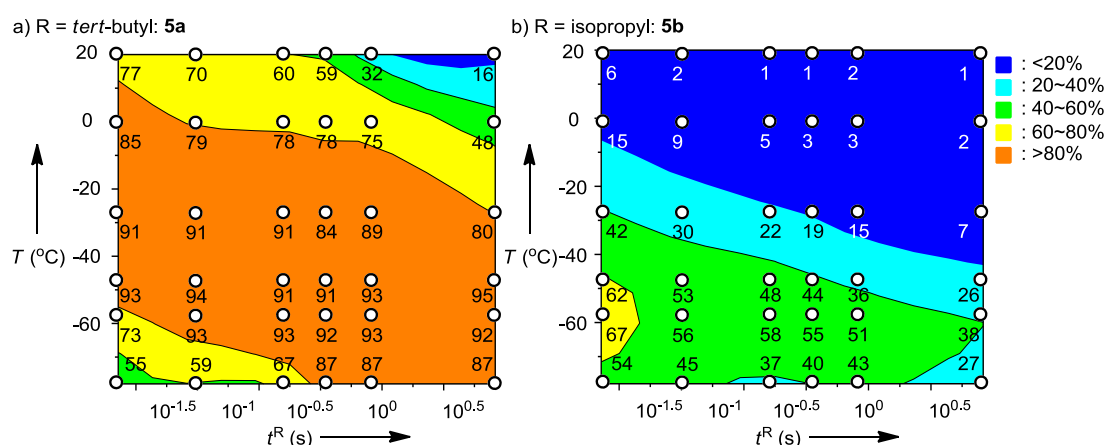 a) R = tert-butyl: 5a
20
77 70 60 59 32 16
0
85 79 78 78 75 48
-20
91 91 91 84 89 80
-40
93 94 91 91 93 95
-60
73 93 93 92 93 92
55 59 67 87 87 87
T (°C)
10^-1.5 10^-1 10^-0.5 10^0 10^0.5
t^R (s)
b) R = isopropyl: 5b
20
6 2 1 1 2 1
0
15 9 5 3 3 2
-20
42 30 22 19 15 7
-40
62 53 48 44 36 26
-60
67 56 58 55 51 38
54 45 37 40 43 27
T (°C)
10^-1.5 10^-1 10^-0.5 10^0 10^0.5
t^R (s)
: <20%
: 20~40%
: 40~60%
: 60~80%
: >80%